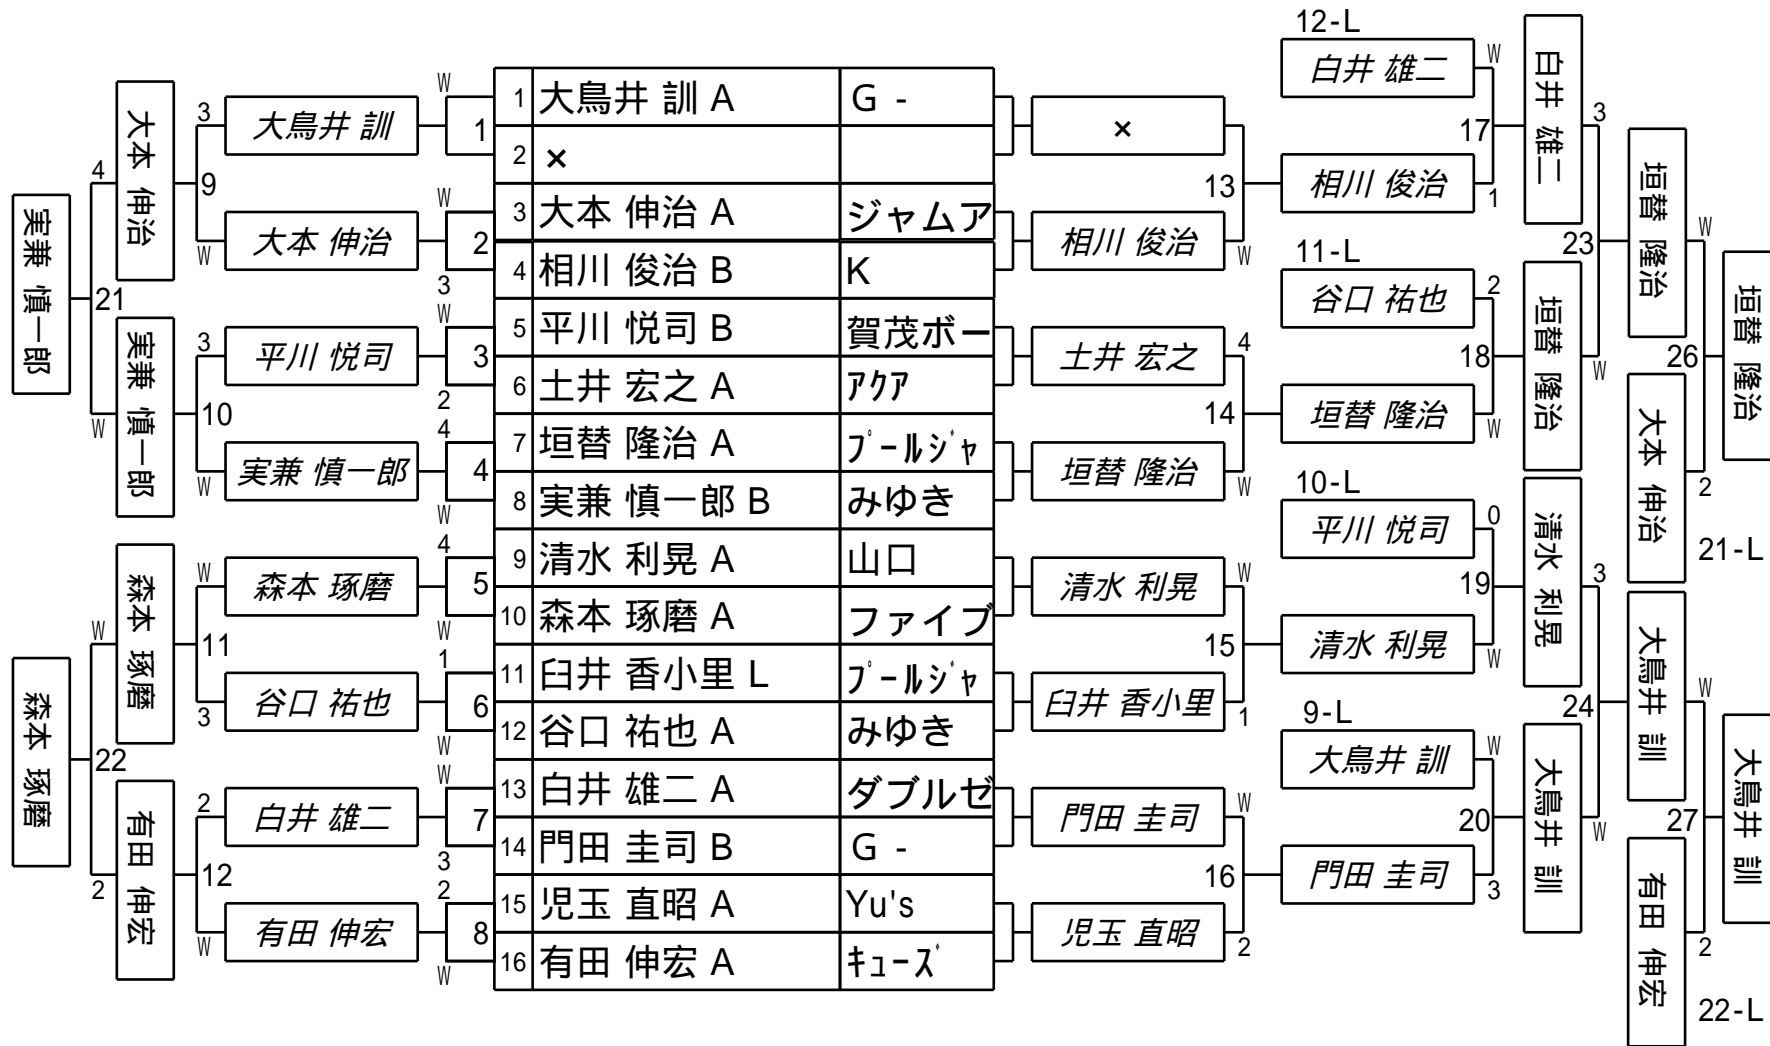 12-L
白井 雄二
W
1 大鳥井 訓 A G -
2 ×
3 大本 伸治 A ジャムア
4 相川 俊治 B K
5 平川 悦司 B 賀茂ボー
6 土井 宏之 A アクア
7 垣替 隆治 A プールジャ
8 実兼 慎一郎 B みゆき
9 清水 利晃 A 山口
10 森本 琢磨 A ファイブ
11 臼井 香小里 L プールジャ
12 谷口 祐也 A みゆき
13 白井 雄二 A ダブルゼ
14 門田 圭司 B G -
15 児玉 直昭 A Yu's
16 有田 伸宏 A キューズ
W
1
W
2
3
W
3
2
4
4
W
4
5
W
1
6
W
W
7
3
2
8
W
大鳥井 訓
3
大本 伸治
W
9
平川 悦司
3
実兼 慎一郎
W
10
森本 琢磨
W
谷口 祐也
3
11
白井 雄二
2
有田 伸宏
W
12
大本 伸治
4
実兼 慎一郎
W
21
森本 琢磨
W
有田 伸宏
2
22
実兼 慎一郎
森本 琢磨
×
相川 俊治
W
13
土井 宏之
4
垣替 隆治
W
14
清水 利晃
W
臼井 香小里
1
15
門田 圭司
W
児玉 直昭
2
16
相川 俊治
1
17
11-L
谷口 祐也
2
垣替 隆治
W
18
10-L
平川 悦司
0
清水 利晃
W
19
9-L
大鳥井 訓
W
門田 圭司
3
20
白井 雄二
3
垣替 隆治
W
23
清水 利晃
3
大鳥井 訓
W
24
垣替 隆治
W
大本 伸治
2
21-L
26
大鳥井 訓
W
有田 伸宏
2
22-L
27
垣替 隆治
大鳥井 訓